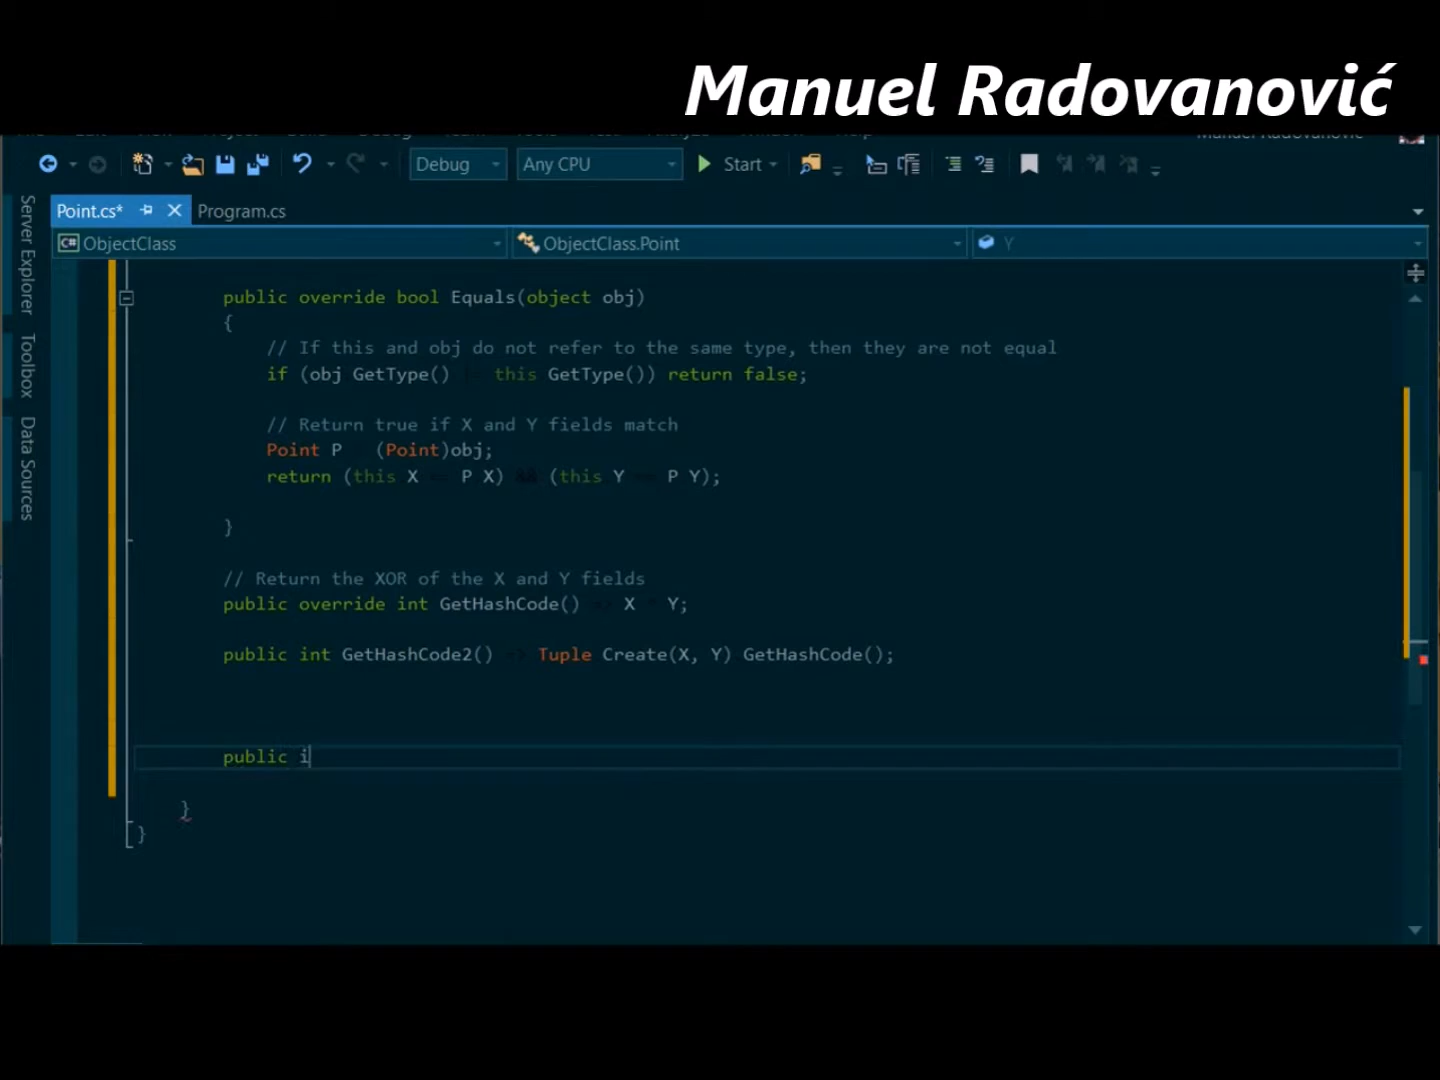 Manuel Radovanović
Debug Any CPU Start
Point.cs* Program.cs
ObjectClass ObjectClass.Point Y
Server Explorer
Toolbox
Data Sources
public override bool Equals(object obj)
{
// If this and obj do not refer to the same type, then they are not equal
if (obj GetType() != this GetType()) return false;
// Return true if X and Y fields match
Point P (Point)obj;
return (this X == P X) && (this Y == P Y);
}
// Return the XOR of the X and Y fields
public override int GetHashCode() => X ^ Y;
public int GetHashCode2() => Tuple Create(X, Y) GetHashCode();
public i
}
}